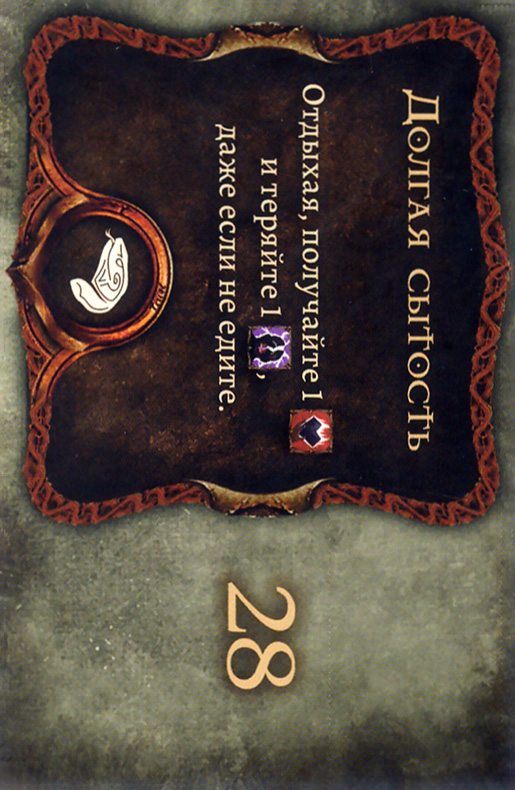 Долгая сытость
Отдыхая, получайте 1
и теряйте 1 ,
даже если не едите.
28